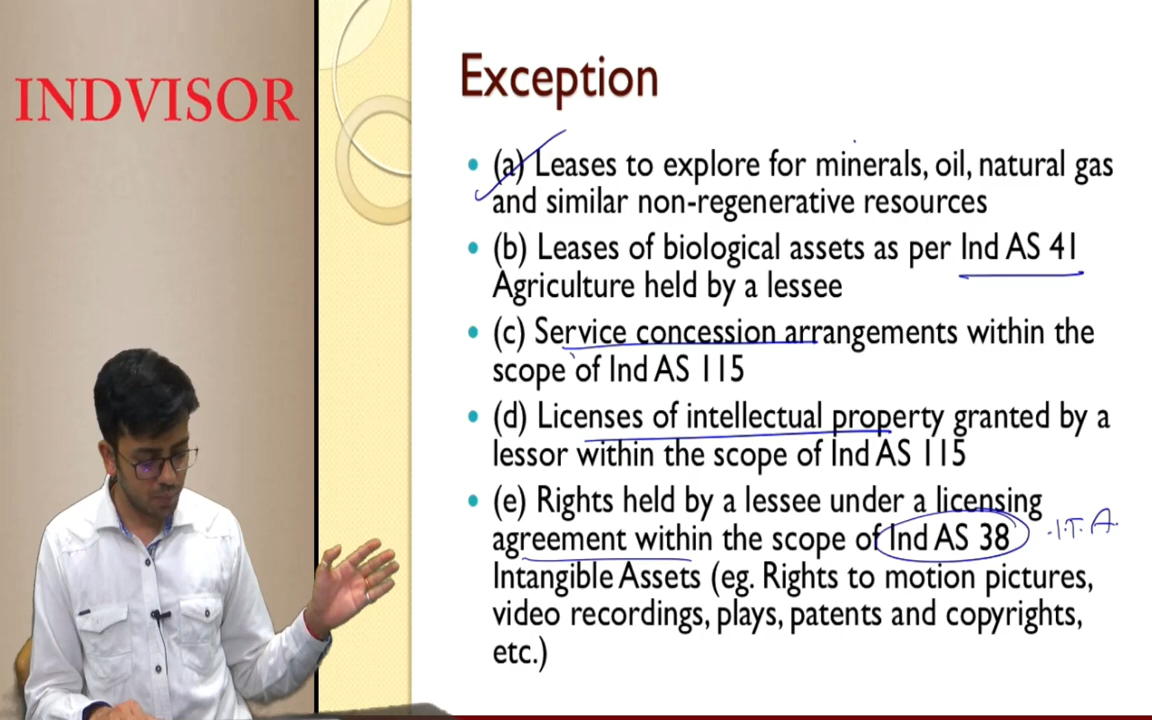 INDVISOR
Exception
• (a) Leases to explore for minerals, oil, natural gas
and similar non-regenerative resources
• (b) Leases of biological assets as per Ind AS 41
Agriculture held by a lessee
• (c) Service concession arrangements within the
scope of Ind AS 115
• (d) Licenses of intellectual property granted by a
lessor within the scope of Ind AS 115
• (e) Rights held by a lessee under a licensing
agreement within the scope of Ind AS 38 I.T.A
Intangible Assets (eg. Rights to motion pictures,
video recordings, plays, patents and copyrights,
etc.)